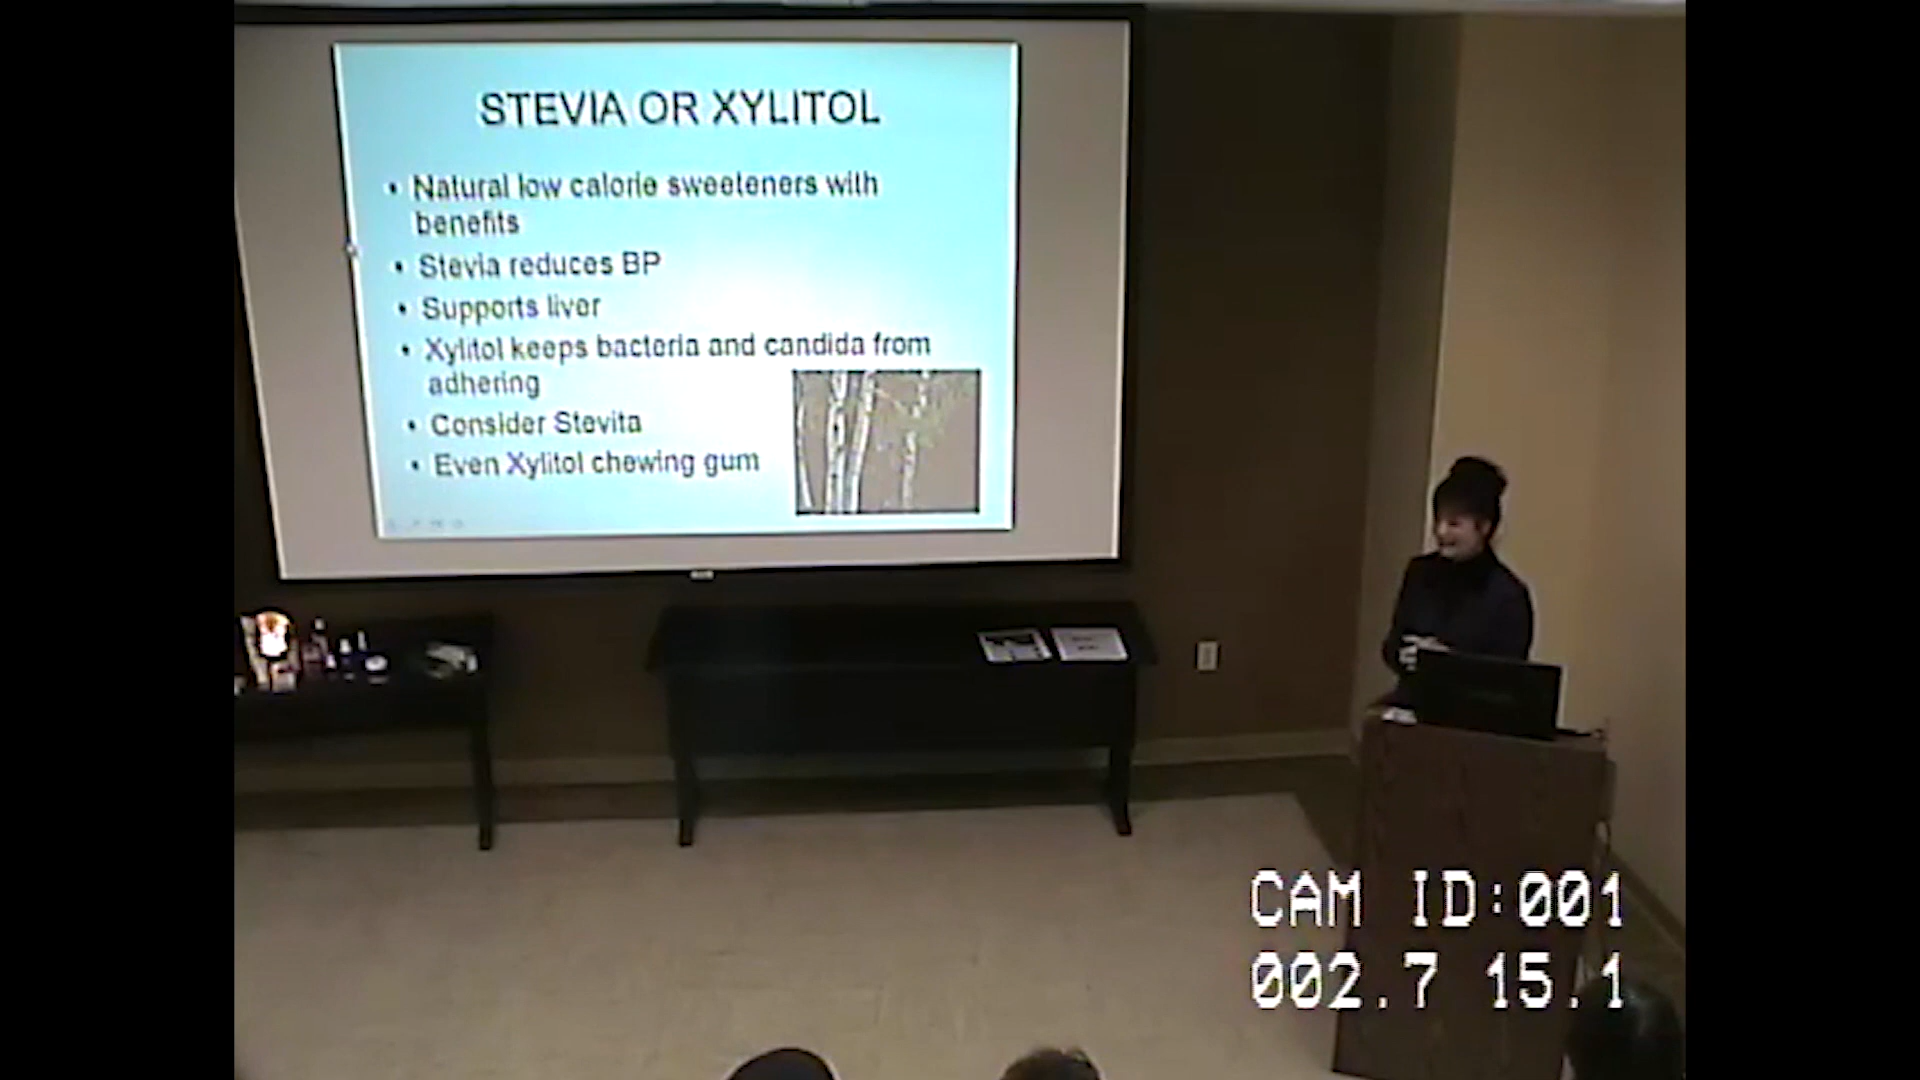 STEVIA OR XYLITOL
• Natural low calorie sweeteners with
benefits
• Stevia reduces BP
• Supports liver
• Xylitol keeps bacteria and candida from
adhering
• Consider Stevita
• Even Xylitol chewing gum
CAM ID:001
002.7 15.1